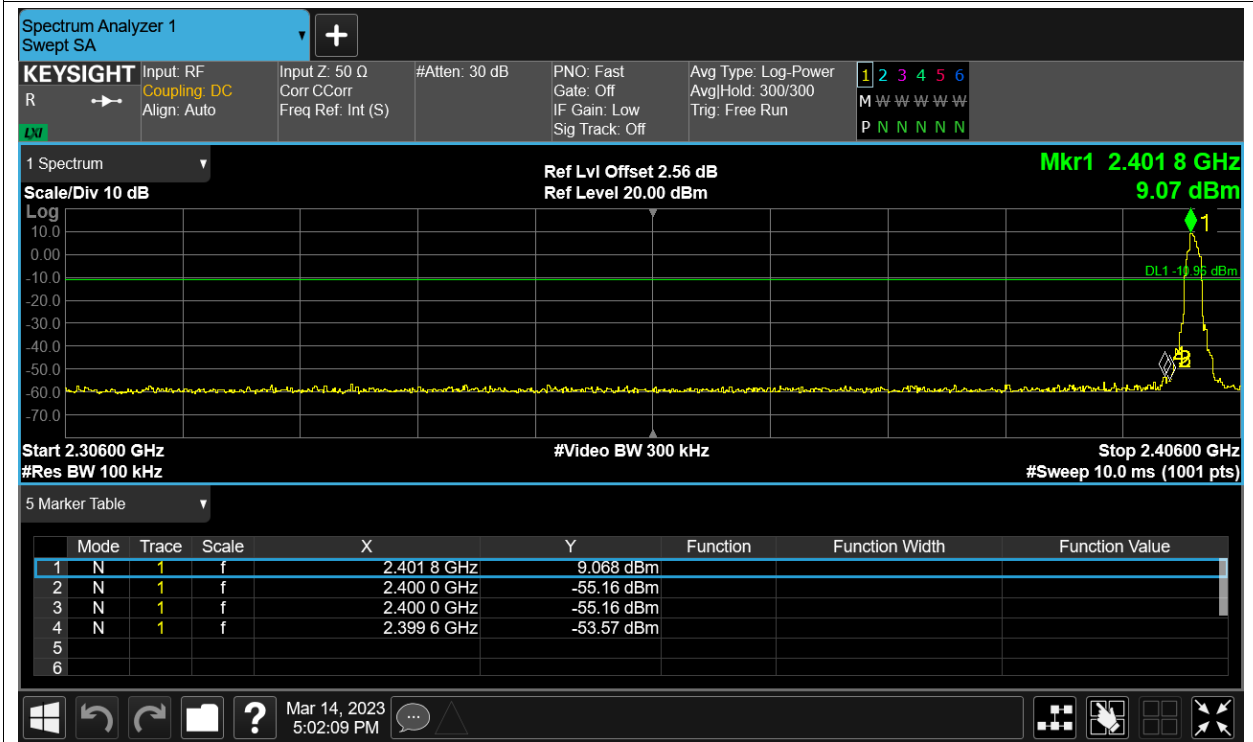 Spectrum Analyzer 1
Swept SA
KEYSIGHT
R
LXI
Input: RF
Coupling: DC
Align: Auto
Input Z: 50 Ω
Corr CCorr
Freq Ref: Int (S)
#Atten: 30 dB
PNO: Fast
Gate: Off
IF Gain: Low
Sig Track: Off
Avg Type: Log-Power
Avg|Hold: 300/300
Trig: Free Run
1 2 3 4 5 6
M W W W W W
P N N N N N
1 Spectrum
Scale/Div 10 dB
Ref Lvl Offset 2.56 dB
Ref Level 20.00 dBm
Mkr1 2.401 8 GHz
9.07 dBm
Log
10.0
0.00
-10.0
-20.0
-30.0
-40.0
-50.0
-60.0
-70.0
1
DL1 -10.95 dBm
Start 2.30600 GHz
#Video BW 300 kHz
Stop 2.40600 GHz
#Res BW 100 kHz
#Sweep 10.0 ms (1001 pts)
5 Marker Table
Mode Trace Scale X Y Function Function Width Function Value
1 N 1 f 2.401 8 GHz 9.068 dBm
2 N 1 f 2.400 0 GHz -55.16 dBm
3 N 1 f 2.400 0 GHz -55.16 dBm
4 N 1 f 2.399 6 GHz -53.57 dBm
5
6
?
Mar 14, 2023
5:02:09 PM